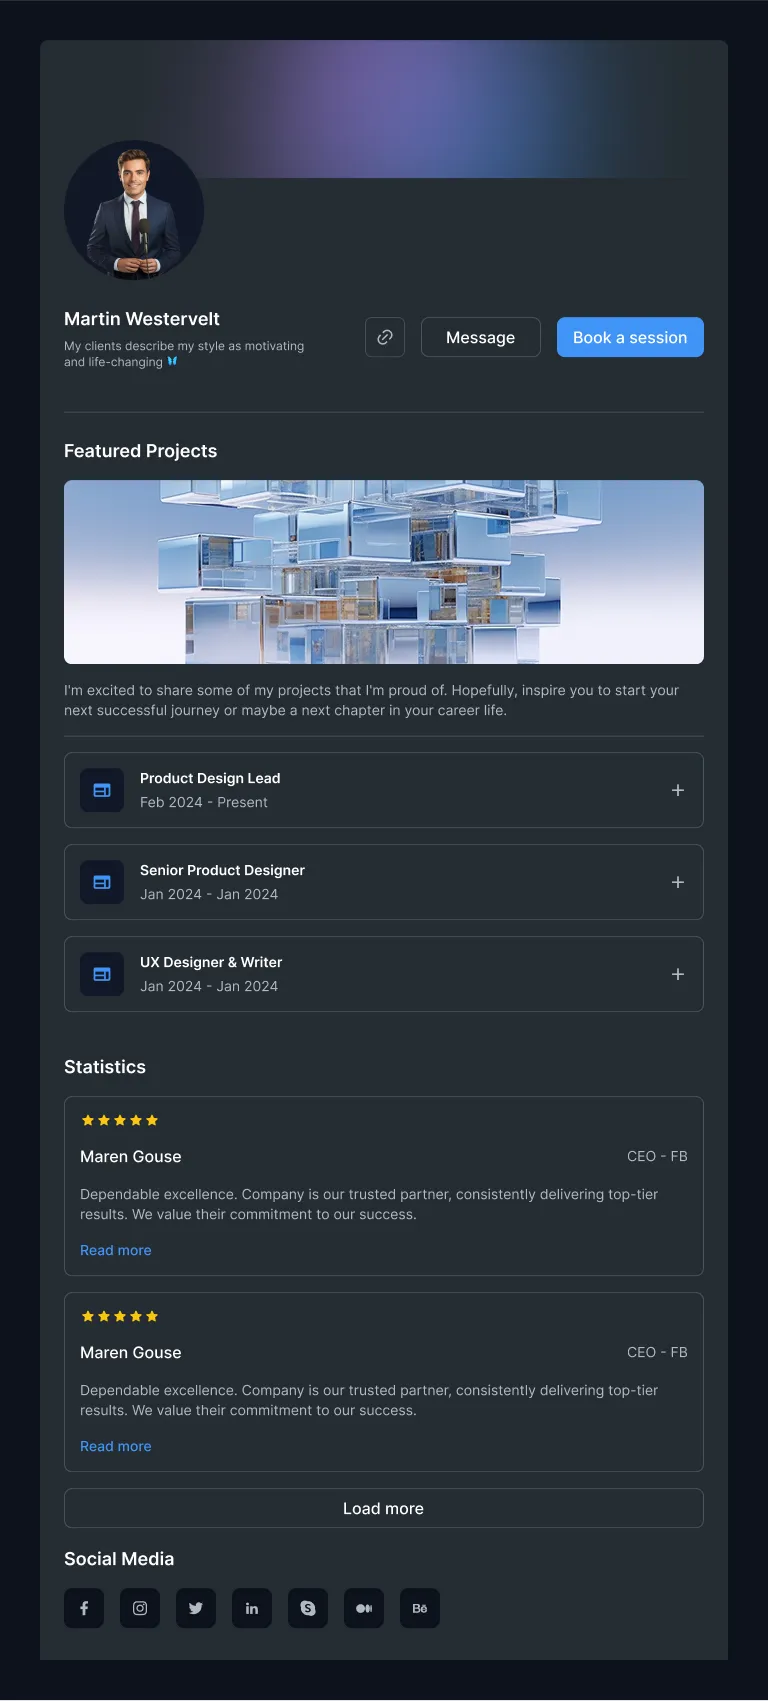 Martin Westervelt
My clients describe my style as motivating
and life-changing
Message
Book a session
Featured Projects
I'm excited to share some of my projects that I'm proud of. Hopefully, inspire you to start your
next successful journey or maybe a next chapter in your career life.
Product Design Lead
Feb 2024 - Present
Senior Product Designer
Jan 2024 - Jan 2024
UX Designer & Writer
Jan 2024 - Jan 2024
Statistics
Maren Gouse
CEO - FB
Dependable excellence. Company is our trusted partner, consistently delivering top-tier
results. We value their commitment to our success.
Read more
Maren Gouse
CEO - FB
Dependable excellence. Company is our trusted partner, consistently delivering top-tier
results. We value their commitment to our success.
Read more
Load more
Social Media